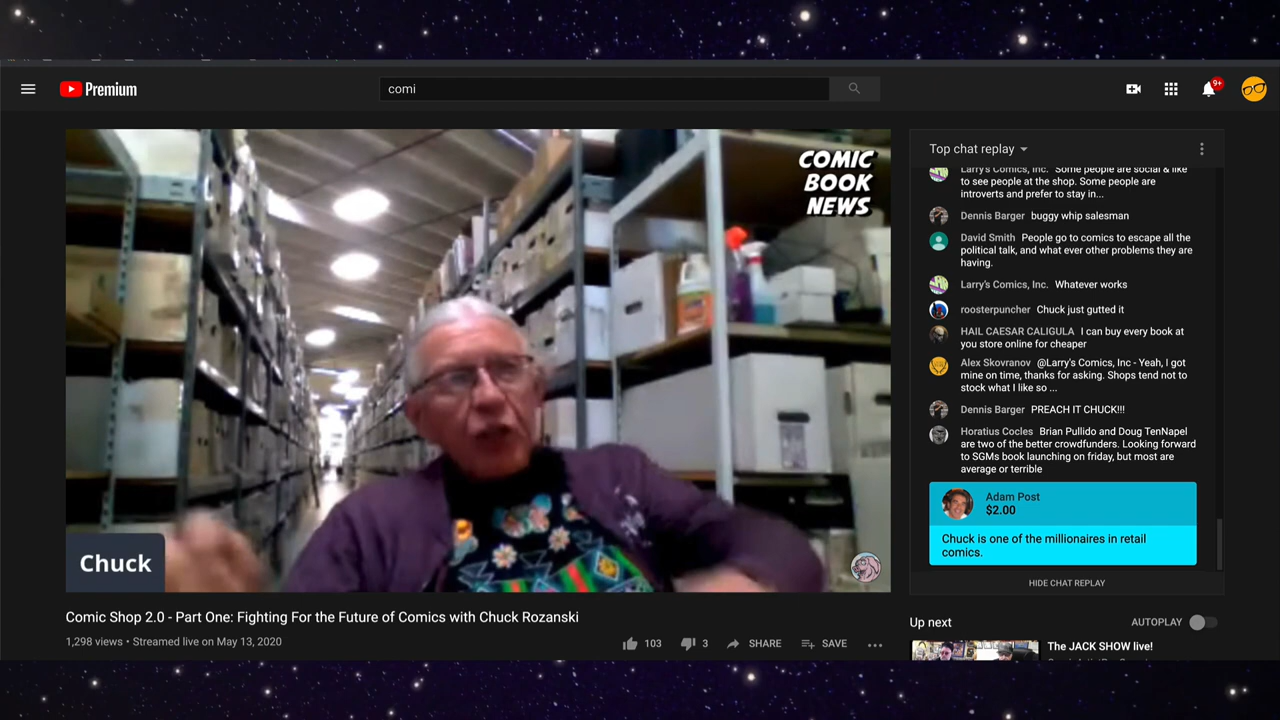 Premium
comi
9+
COMIC
BOOK
NEWS
Chuck
Comic Shop 2.0 - Part One: Fighting For the Future of Comics with Chuck Rozanski
1,298 views • Streamed live on May 13, 2020
103
3
SHARE
SAVE
Top chat replay
Larry's Comics, Inc. Some people are social & like
to see people at the shop. Some people are
introverts and prefer to stay in...
Dennis Barger buggy whip salesman
David Smith People go to comics to escape all the
political talk, and what ever other problems they are
having.
Larry's Comics, Inc. Whatever works
roosterpuncher Chuck just gutted it
HAIL CAESAR CALIGULA I can buy every book at
you store online for cheaper
Alex Skovranov @Larry's Comics, Inc - Yeah, I got
mine on time, thanks for asking. Shops tend not to
stock what I like so ...
Dennis Barger PREACH IT CHUCK!!!
Horatius Cocles Brian Pullido and Doug TenNapel
are two of the better crowdfunders. Looking forward
to SGMs book launching on friday, but most are
average or terrible
Adam Post
$2.00
Chuck is one of the millionaires in retail
comics.
HIDE CHAT REPLAY
Up next
AUTOPLAY
The JACK SHOW live!